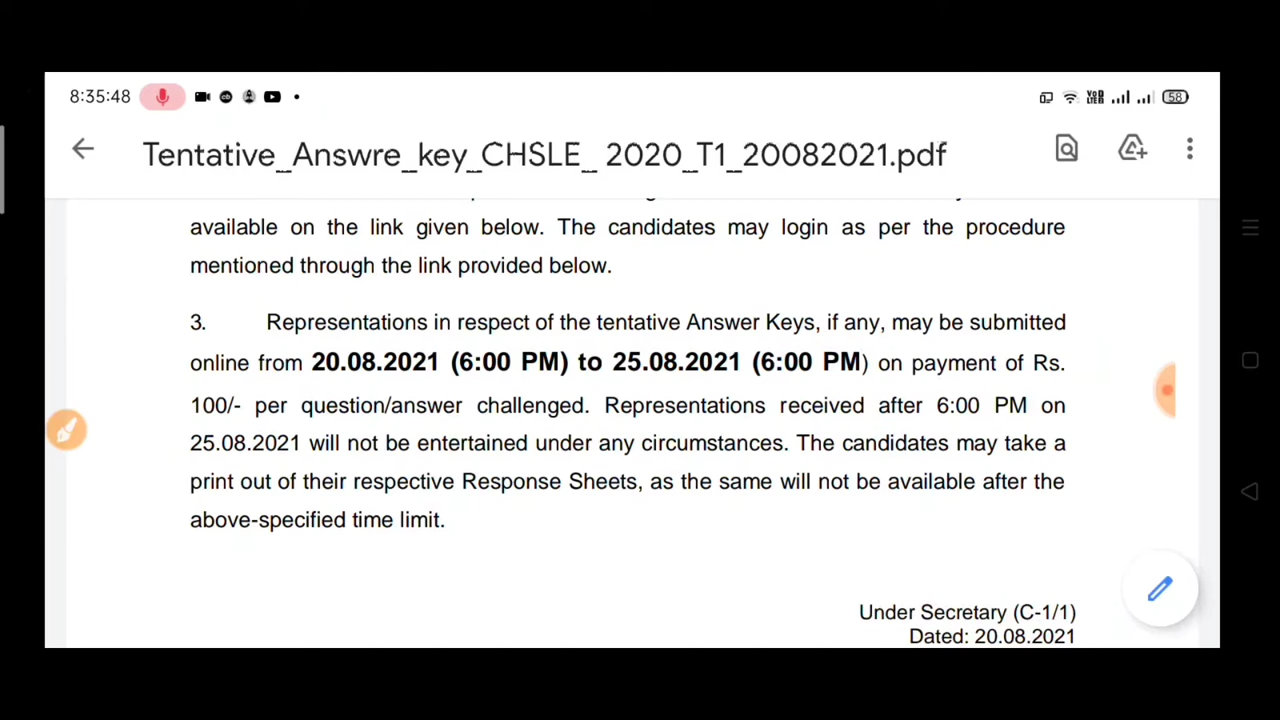 8:35:48
VoD LTE
58
Tentative_Answre_key_CHSLE_ 2020_T1_20082021.pdf
available on the link given below. The candidates may login as per the procedure
mentioned through the link provided below.
3. Representations in respect of the tentative Answer Keys, if any, may be submitted
online from 20.08.2021 (6:00 PM) to 25.08.2021 (6:00 PM) on payment of Rs.
100/- per question/answer challenged. Representations received after 6:00 PM on
25.08.2021 will not be entertained under any circumstances. The candidates may take a
print out of their respective Response Sheets, as the same will not be available after the
above-specified time limit.
Under Secretary (C-1/1)
Dated: 20.08.2021